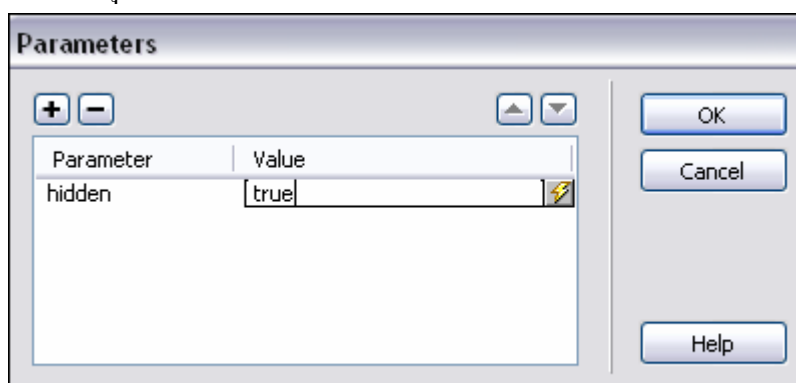 Parameters
OK
Parameter Value
Cancel
hidden true
Help